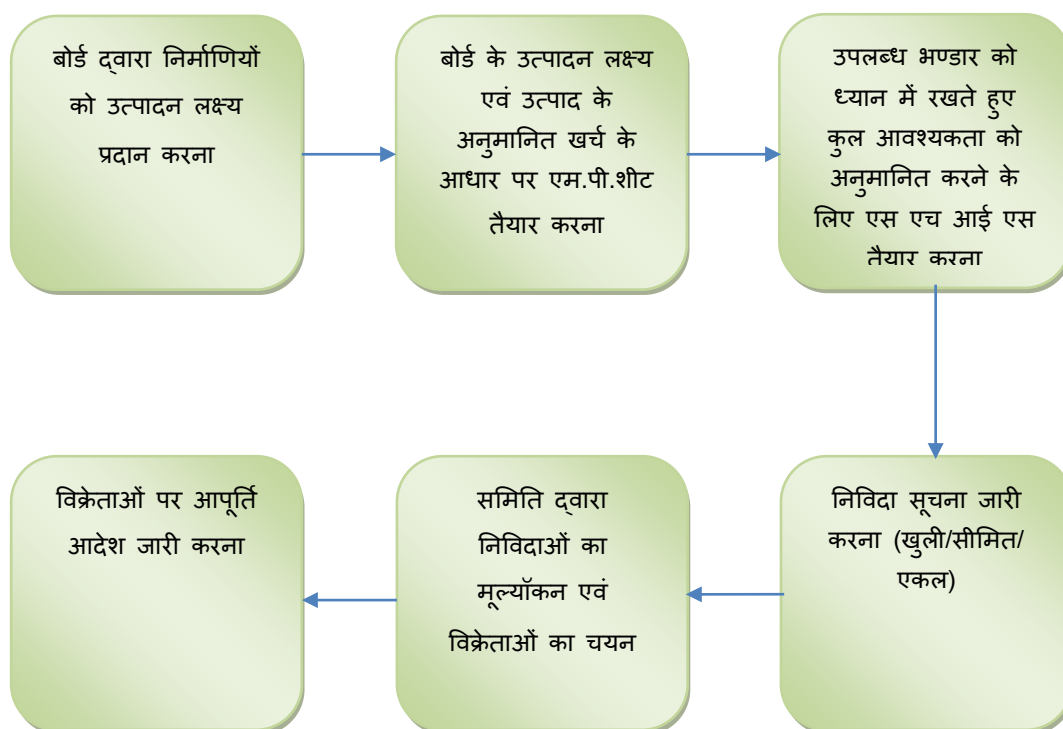 बोर्ड द्वारा निर्माणियों
को उत्पादन लक्ष्य
प्रदान करना
बोर्ड के उत्पादन लक्ष्य
एवं उत्पाद के
अनुमानित खर्च के
आधार पर एम.पी.शीट
तैयार करना
उपलब्ध भण्डार को
ध्यान में रखते हुए
कुल आवश्यकता को
अनुमानित करने के
लिए एस एच आई एस
तैयार करना
निविदा सूचना जारी
करना (खुली/सीमित/
एकल)
समिति द्वारा
निविदाओं का
मूल्यॉकन एवं
विक्रेताओं का चयन
विक्रेताओं पर आपूर्ति
आदेश जारी करना